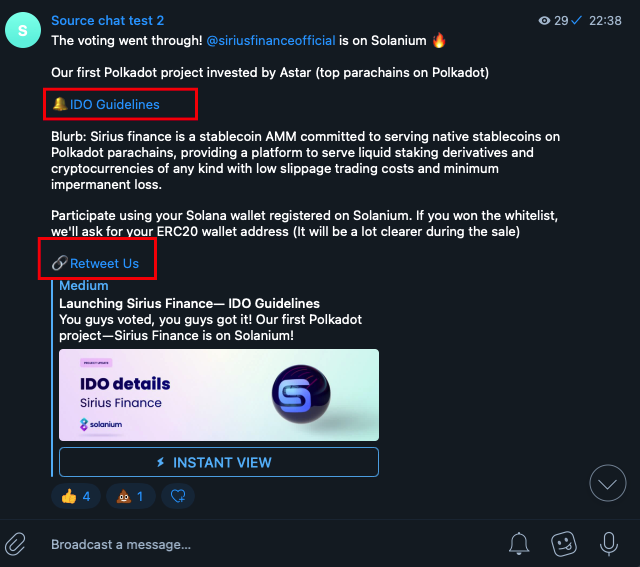 S
Source chat test 2
29
22:38
The voting went through! @siriusfinanceofficial is on Solanium 🔥
Our first Polkadot project invested by Astar (top parachains on Polkadot)
🔔IDO Guidelines
Blurb: Sirius finance is a stablecoin AMM committed to serving native stablecoins on
Polkadot parachains, providing a platform to serve liquid staking derivatives and
cryptocurrencies of any kind with low slippage trading costs and minimum
impermanent loss.
Participate using your Solana wallet registered on Solanium. If you won the whitelist,
we'll ask for your ERC20 wallet address (It will be a lot clearer during the sale)
🔗Retweet Us
Medium
Launching Sirius Finance— IDO Guidelines
You guys voted, you guys got it! Our first Polkadot
project—Sirius Finance is on Solanium!
PROJECT UPDATE
IDO details
Sirius Finance
solanium
INSTANT VIEW
👍 4
💩 1
Broadcast a message...